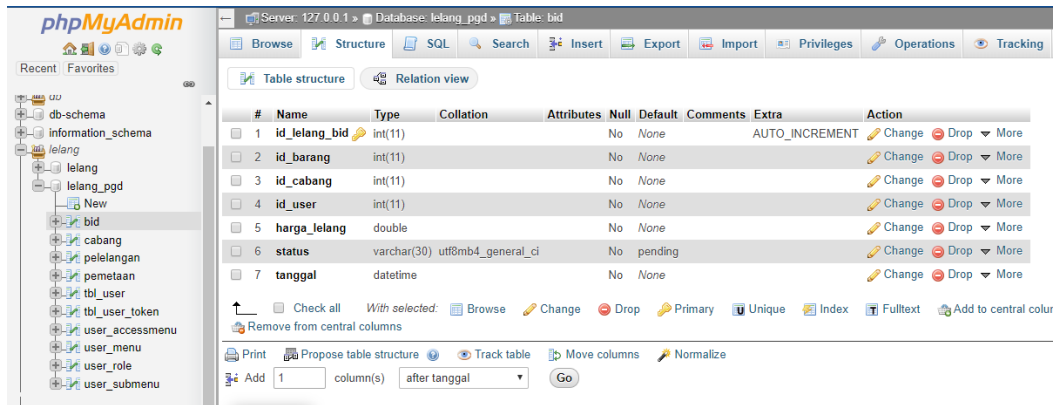 phpMyAdmin
Recent Favorites
db
db-schema
information_schema
lelang
lelang
lelang_pgd
New
bid
cabang
pelelangan
pemetaan
tbl_user
tbl_user_token
user_accessmenu
user_menu
user_role
user_submenu
← Server: 127.0.0.1 » Database: lelang_pgd » Table: bid
Browse Structure SQL Search Insert Export Import Privileges Operations Tracking
Table structure Relation view
# Name Type Collation Attributes Null Default Comments Extra Action
1 id_lelang_bid int(11) No None AUTO_INCREMENT Change Drop More
2 id_barang int(11) No None Change Drop More
3 id_cabang int(11) No None Change Drop More
4 id_user int(11) No None Change Drop More
5 harga_lelang double No None Change Drop More
6 status varchar(30) utf8mb4_general_ci No pending Change Drop More
7 tanggal datetime No None Change Drop More
Check all With selected: Browse Change Drop Primary Unique Index Fulltext Add to central colu
Remove from central columns
Print Propose table structure Track table Move columns Normalize
Add 1 column(s) after tanggal Go